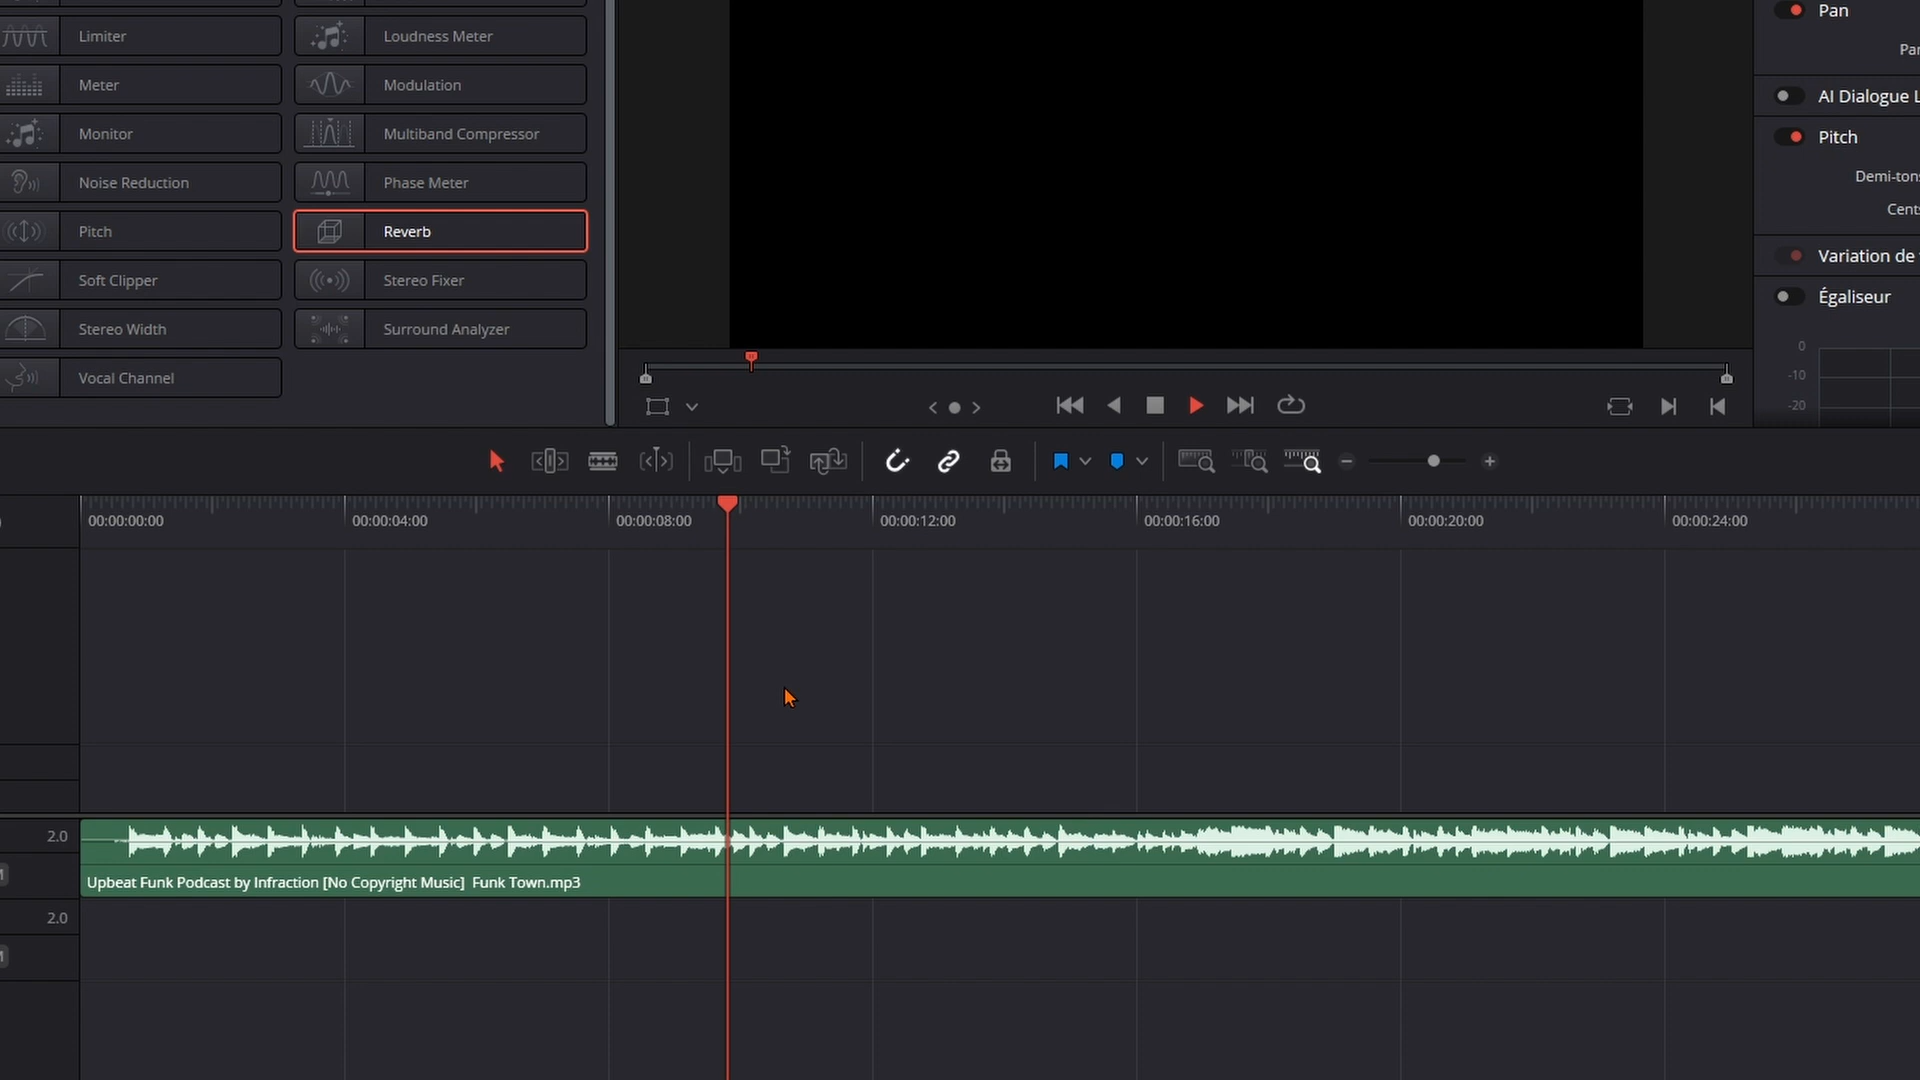 Limiter
Loudness Meter
Meter
Modulation
Monitor
Multiband Compressor
Noise Reduction
Phase Meter
Pitch
Reverb
Soft Clipper
Stereo Fixer
Stereo Width
Surround Analyzer
Vocal Channel
Pan
AI Dialogue
Pitch
Demi-tons
Cents
Variation de
Égaliseur
0
-10
-20
00:00:00:00
00:00:04:00
00:00:08:00
00:00:12:00
00:00:16:00
00:00:20:00
00:00:24:00
2.0
Upbeat Funk Podcast by Infraction [No Copyright Music] Funk Town.mp3
2.0